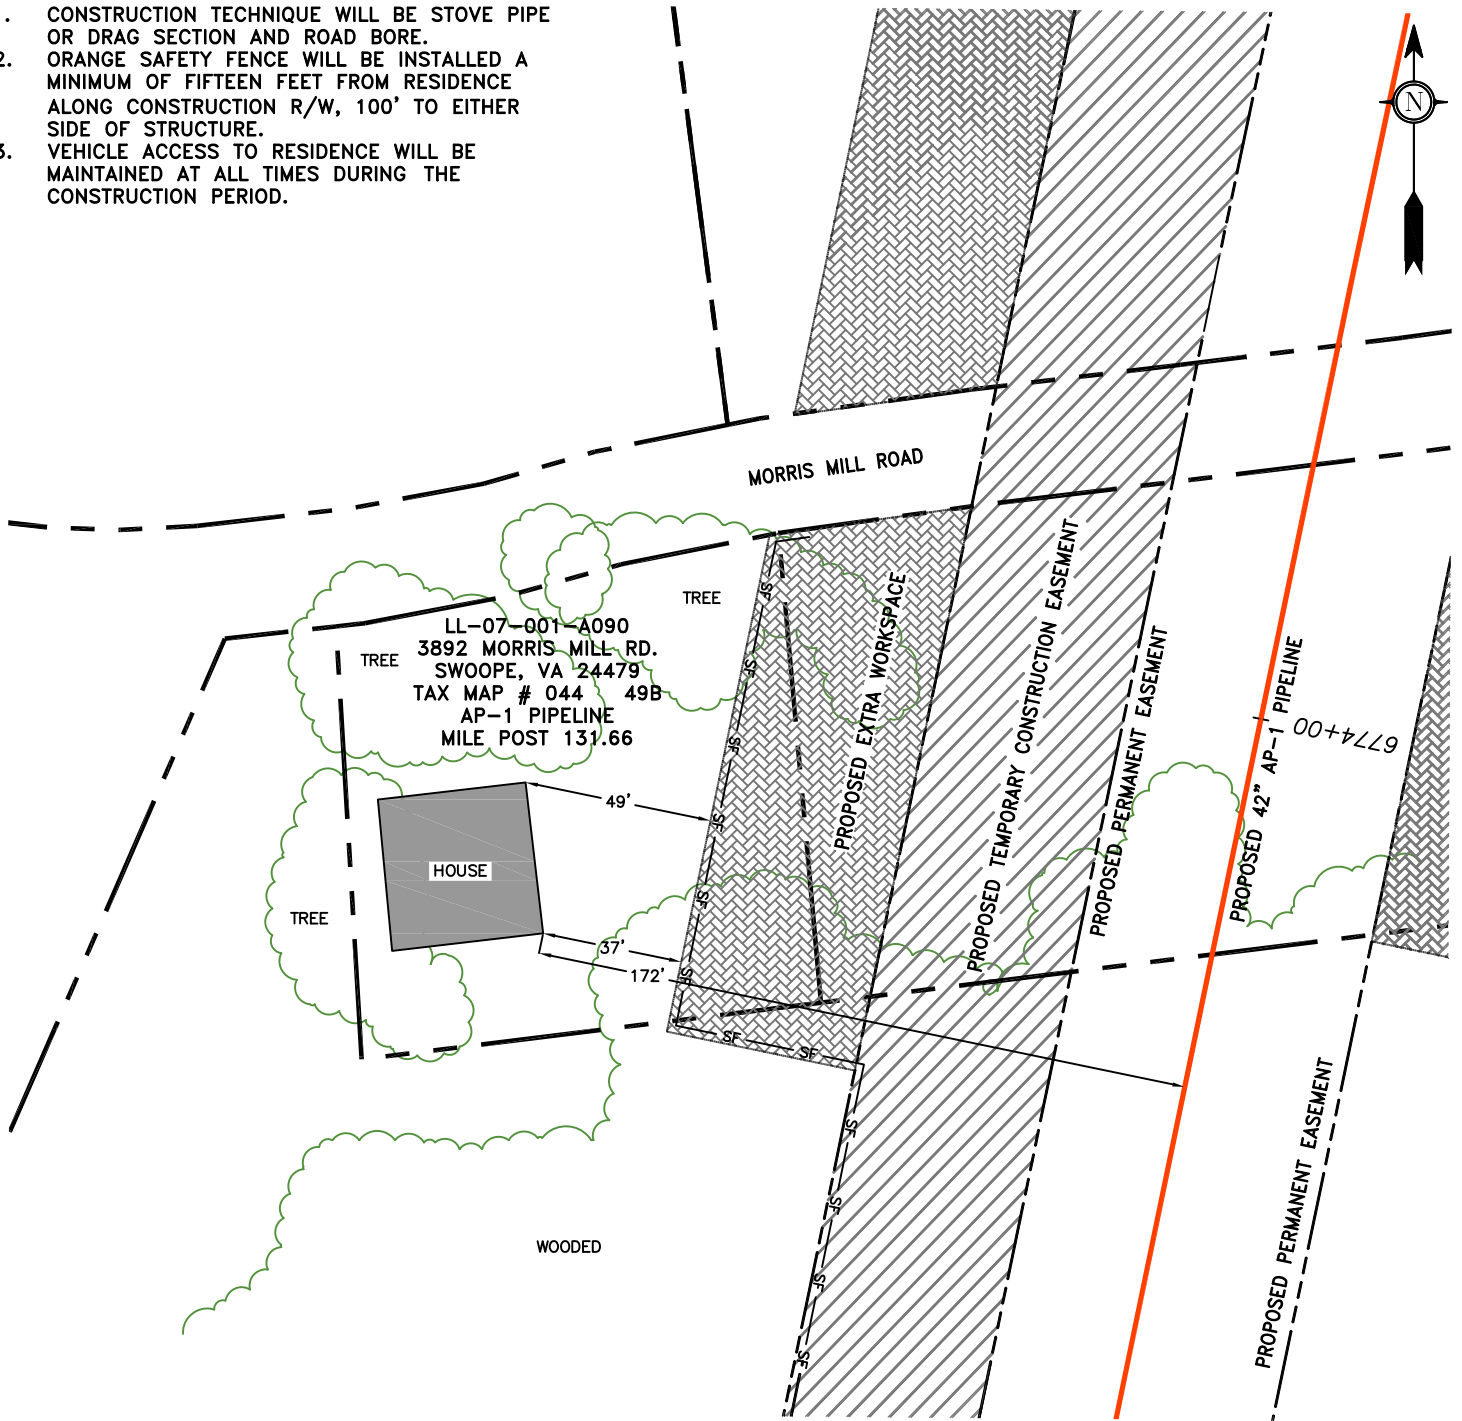 . CONSTRUCTION TECHNIQUE WILL BE STOVE PIPE
OR DRAG SECTION AND ROAD BORE.
2. ORANGE SAFETY FENCE WILL BE INSTALLED A
MINIMUM OF FIFTEEN FEET FROM RESIDENCE
ALONG CONSTRUCTION R/W, 100' TO EITHER
SIDE OF STRUCTURE.
3. VEHICLE ACCESS TO RESIDENCE WILL BE
MAINTAINED AT ALL TIMES DURING THE
CONSTRUCTION PERIOD.
N
MORRIS MILL ROAD
TREE
LL-07-001-A090
3892 MORRIS MILL RD.
SWOOPE, VA 24479
TAX MAP # 044 49B
AP-1 PIPELINE
MILE POST 131.66
TREE
TREE
HOUSE
49'
37'
172'
SF
SF
SF
SF
SF
SF
SF
SF
SF
SF
SF
SF
PROPOSED EXTRA WORKSPACE
PROPOSED TEMPORARY CONSTRUCTION EASEMENT
PROPOSED PERMANENT EASEMENT
PROPOSED 42" AP-1 PIPELINE
6774+00
PROPOSED PERMANENT EASEMENT
WOODED